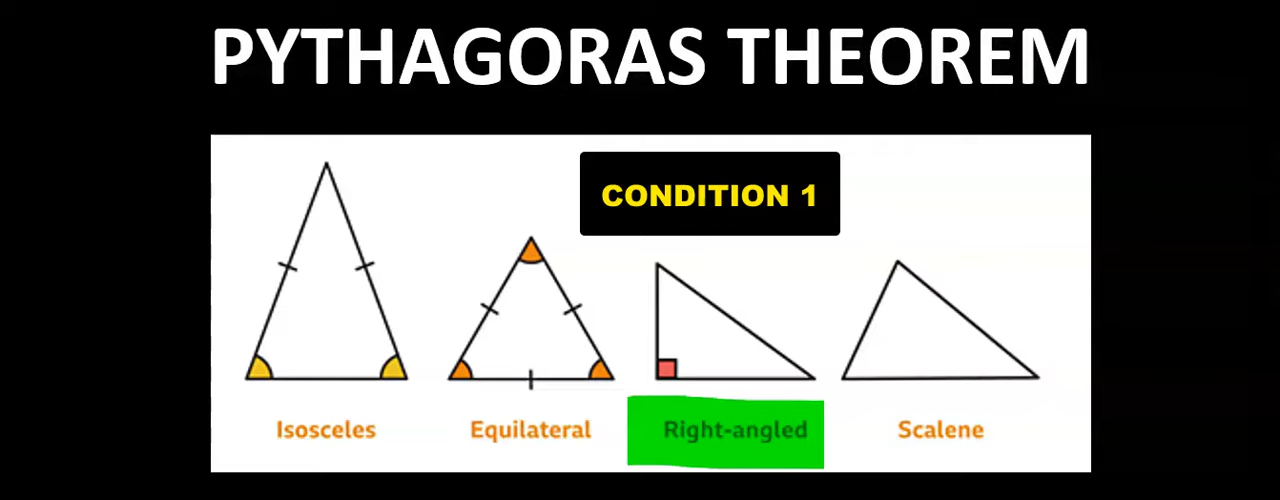 PYTHAGORAS THEOREM
CONDITION 1
Isosceles
Equilateral
Right-angled
Scalene